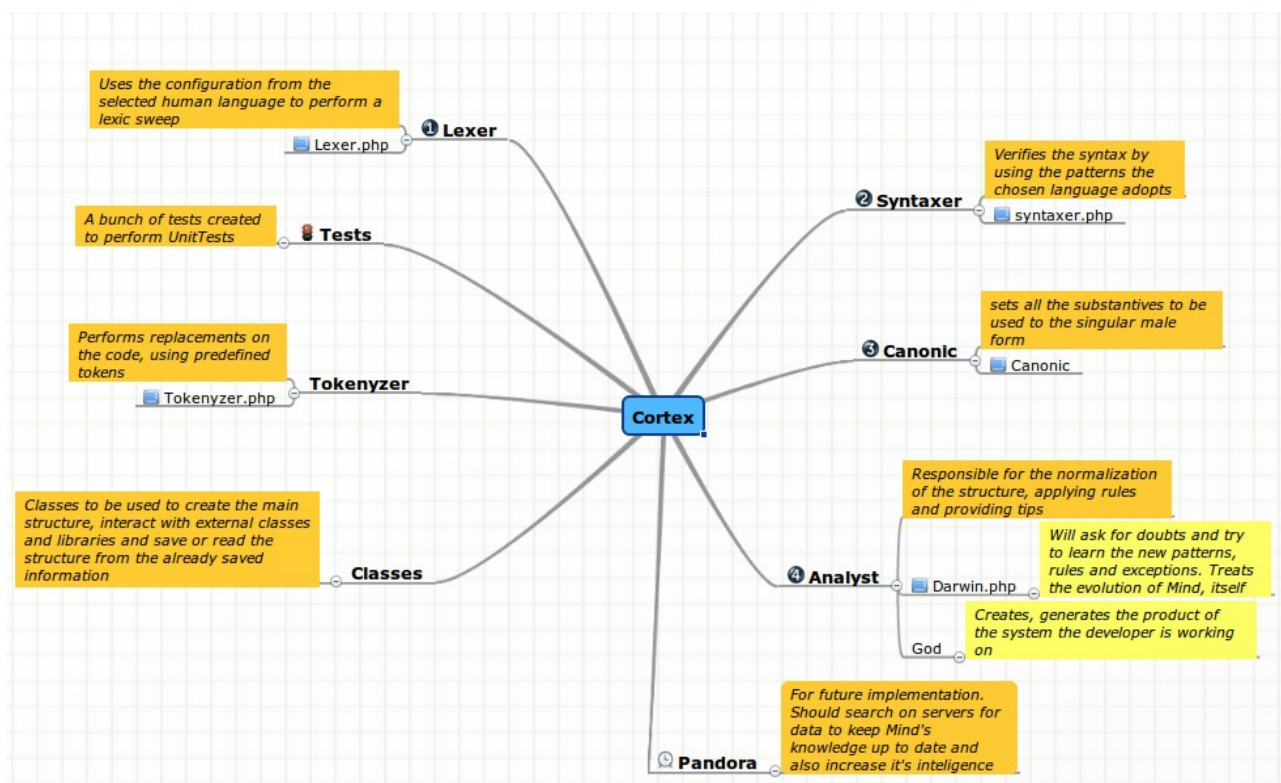 Uses the configuration from the
selected human language to perform a
lexic sweep
1 Lexer
Lexer.php
A bunch of tests created
to perform UnitTests
Tests
Performs replacements on
the code, using predefined
tokens
Tokenyzer
Tokenyzer.php
Classes to be used to create the main
structure, interact with external classes
and libraries and save or read the
structure from the already saved
information
Classes
Cortex
Verifies the syntax by
using the patterns the
chosen language adopts
2 Syntaxer
syntaxer.php
sets all the substantives to be
used to the singular male
form
3 Canonic
Canonic
Responsible for the normalization
of the structure, applying rules
and providing tips
4 Analyst
Darwin.php
Will ask for doubts and try
to learn the new patterns,
rules and exceptions. Treats
the evolution of Mind, itself
God
Creates, generates the product of
the system the developer is working
on
For future implementation.
Should search on servers for
data to keep Mind's
knowledge up to date and
also increase it's inteligence
Pandora